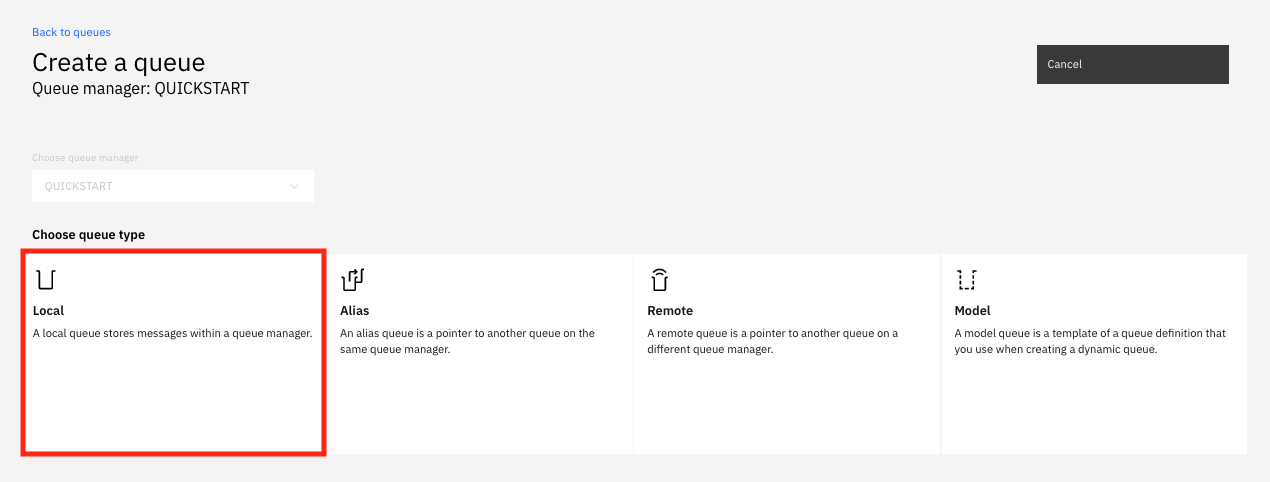 Back to queues
Create a queue
Queue manager: QUICKSTART
Cancel
Choose queue manager
QUICKSTART
Choose queue type
Local
A local queue stores messages within a queue manager.
Alias
An alias queue is a pointer to another queue on the
same queue manager.
Remote
A remote queue is a pointer to another queue on a
different queue manager.
Model
A model queue is a template of a queue definition that
you use when creating a dynamic queue.